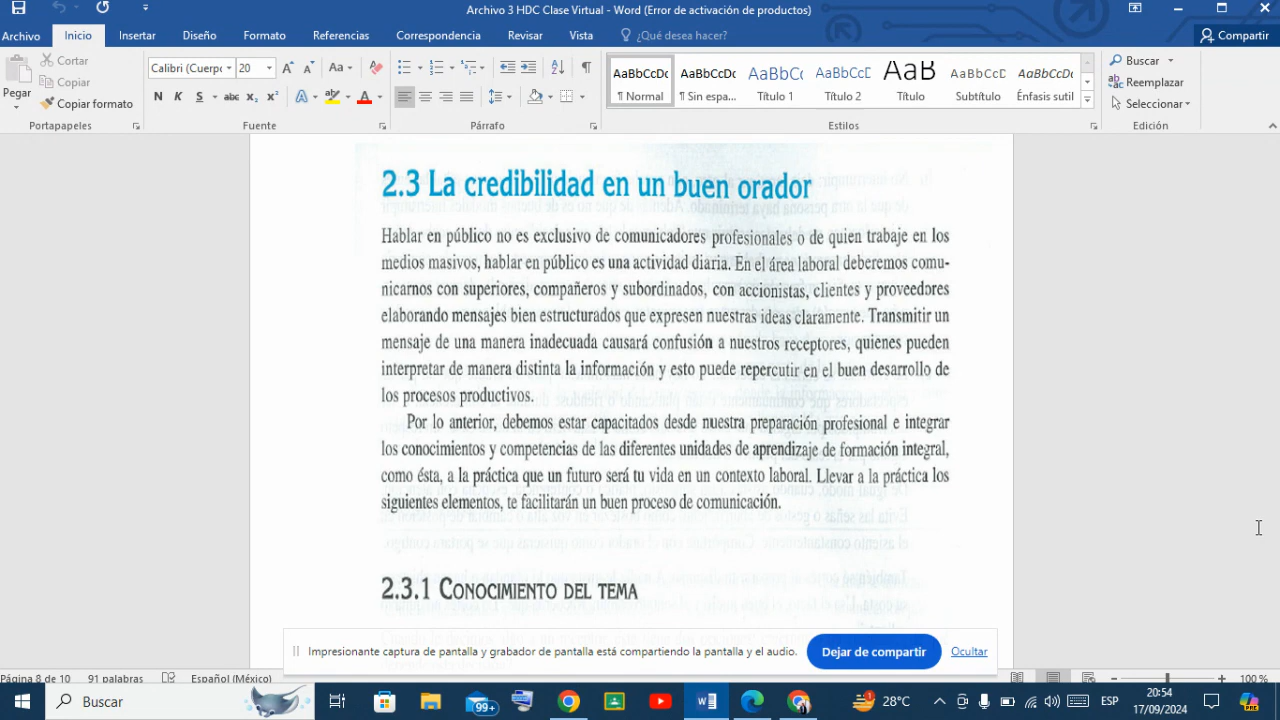 Archivo 3 HDC Clase Virtual - Word (Error de activación de productos)
Archivo Inicio Insertar Diseño Formato Referencias Correspondencia Revisar Vista ¿Qué desea hacer? Compartir
Pegar
Cortar
Copiar
Copiar formato
Calibri (Cuerpo 20
Aa
N K S abc x₂ x² A A
AaBbCcDc AaBbCcDc AaBbCc AaBbCcD AaB AaBbCcD AaBbCcDc
¶ Normal ¶ Sin espa... Título 1 Título 2 Título Subtítulo Énfasis sutil
Buscar
Reemplazar
Seleccionar
Portapapeles Fuente Párrafo Estilos Edición
2.3 La credibilidad en un buen orador
Hablar en público no es exclusivo de comunicadores profesionales o de quien trabaje en los
medios masivos, hablar en público es una actividad diaria. En el área laboral deberemos comu-
nicarnos con superiores, compañeros y subordinados, con accionistas, clientes y proveedores
elaborando mensajes bien estructurados que expresen nuestras ideas claramente. Transmitir un
mensaje de una manera inadecuada causará confusión a nuestros receptores, quienes pueden
interpretar de manera distinta la información y esto puede repercutir en el buen desarrollo de
los procesos productivos.
Por lo anterior, debemos estar capacitados desde nuestra preparación profesional e integrar
los conocimientos y competencias de las diferentes unidades de aprendizaje de formación integral,
como ésta, a la práctica que un futuro será tu vida en un contexto laboral. Llevar a la práctica los
siguientes elementos, te facilitarán un buen proceso de comunicación.
2.3.1 CONOCIMIENTO DEL TEMA
Impresionante captura de pantalla y grabador de pantalla está compartiendo la pantalla y el audio. Dejar de compartir Ocultar
Página 8 de 10 91 palabras Español (México) 100 %
Buscar 99+ 1 28°C ESP 20:54
17/09/2024